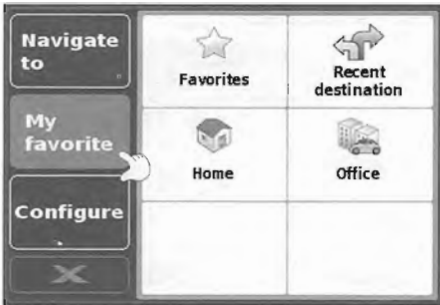 Navigate
to
My
favorite
Configure
Favorites
Recent
destination
Home
Office